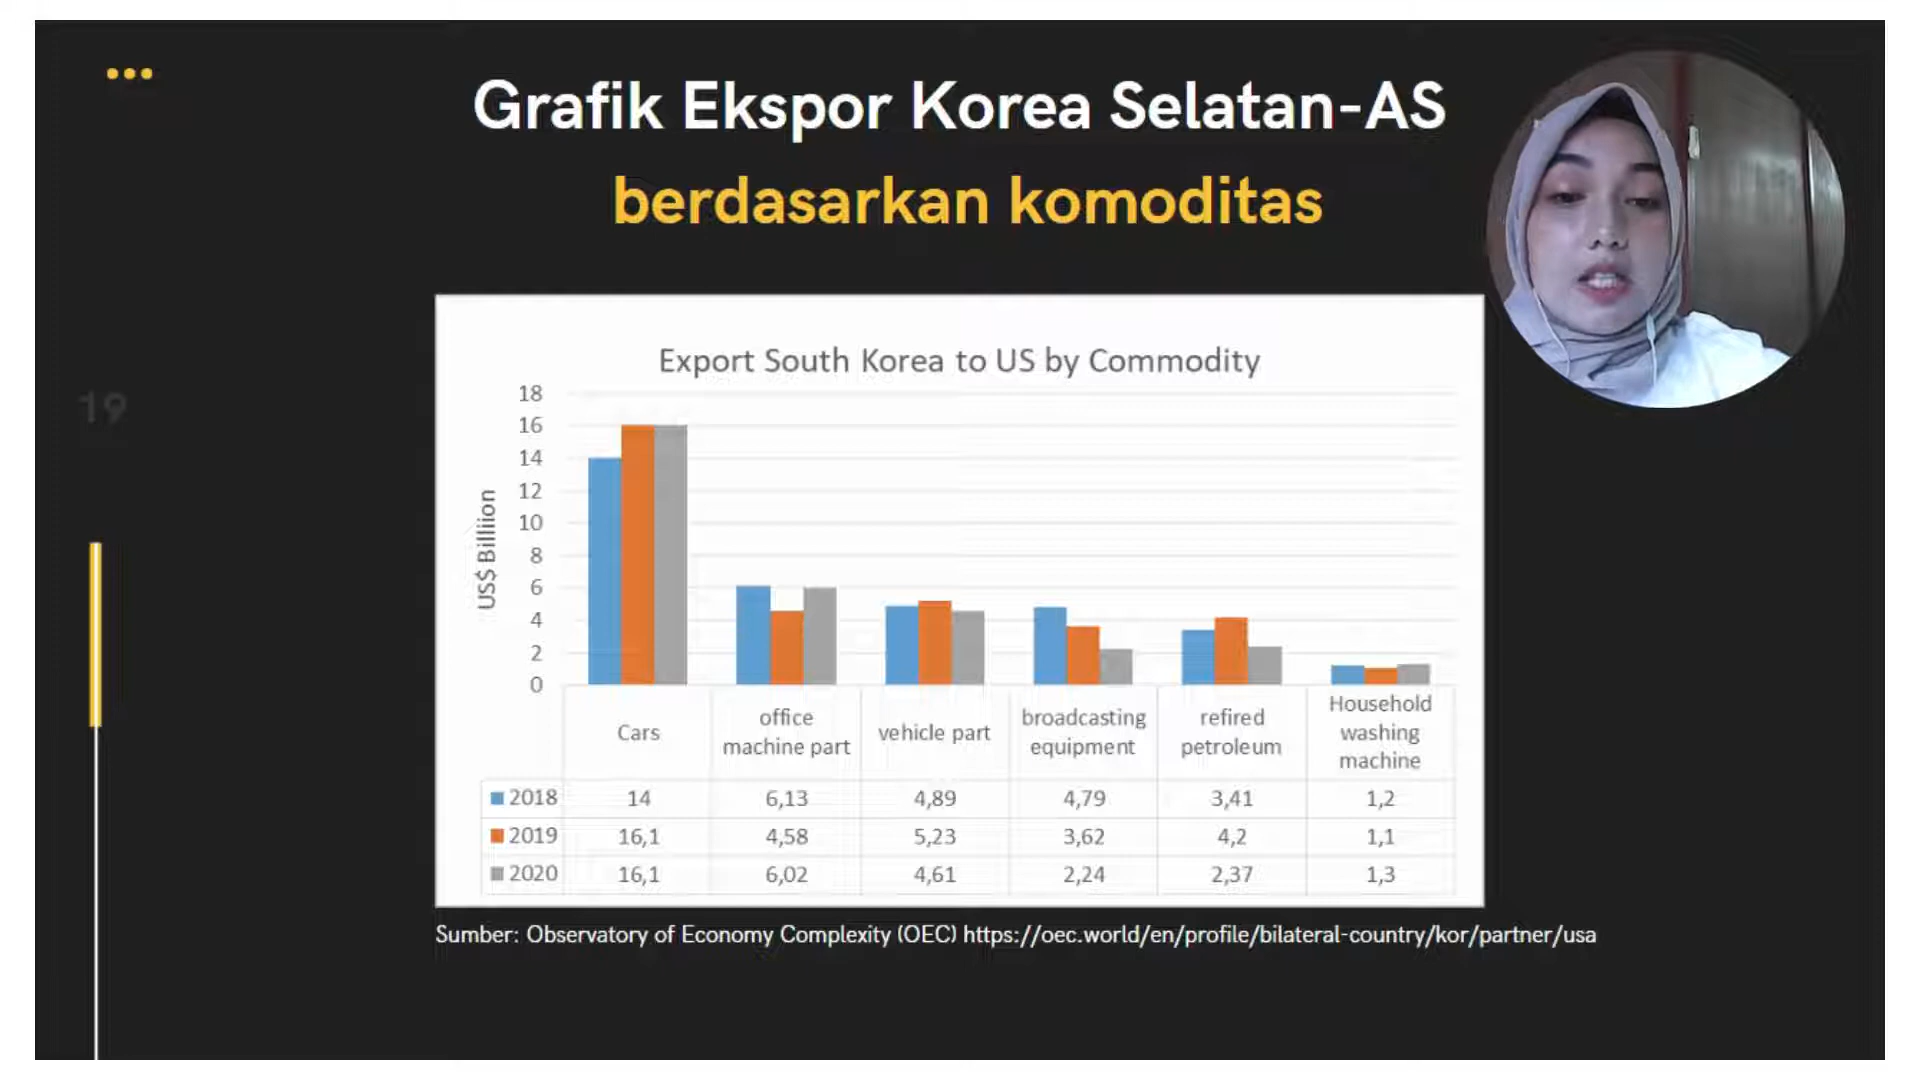 Grafik Ekspor Korea Selatan-AS
berdasarkan komoditas
19
Export South Korea to US by Commodity
US$ Billiion
18
16
14
12
10
8
6
4
2
0
Cars
office
machine part
vehicle part
broadcasting
equipment
refired
petroleum
Household
washing
machine
2018 14 6,13 4,89 4,79 3,41 1,2
2019 16,1 4,58 5,23 3,62 4,2 1,1
2020 16,1 6,02 4,61 2,24 2,37 1,3
Sumber: Observatory of Economy Complexity (OEC) https://oec.world/en/profile/bilateral-country/kor/partner/usa